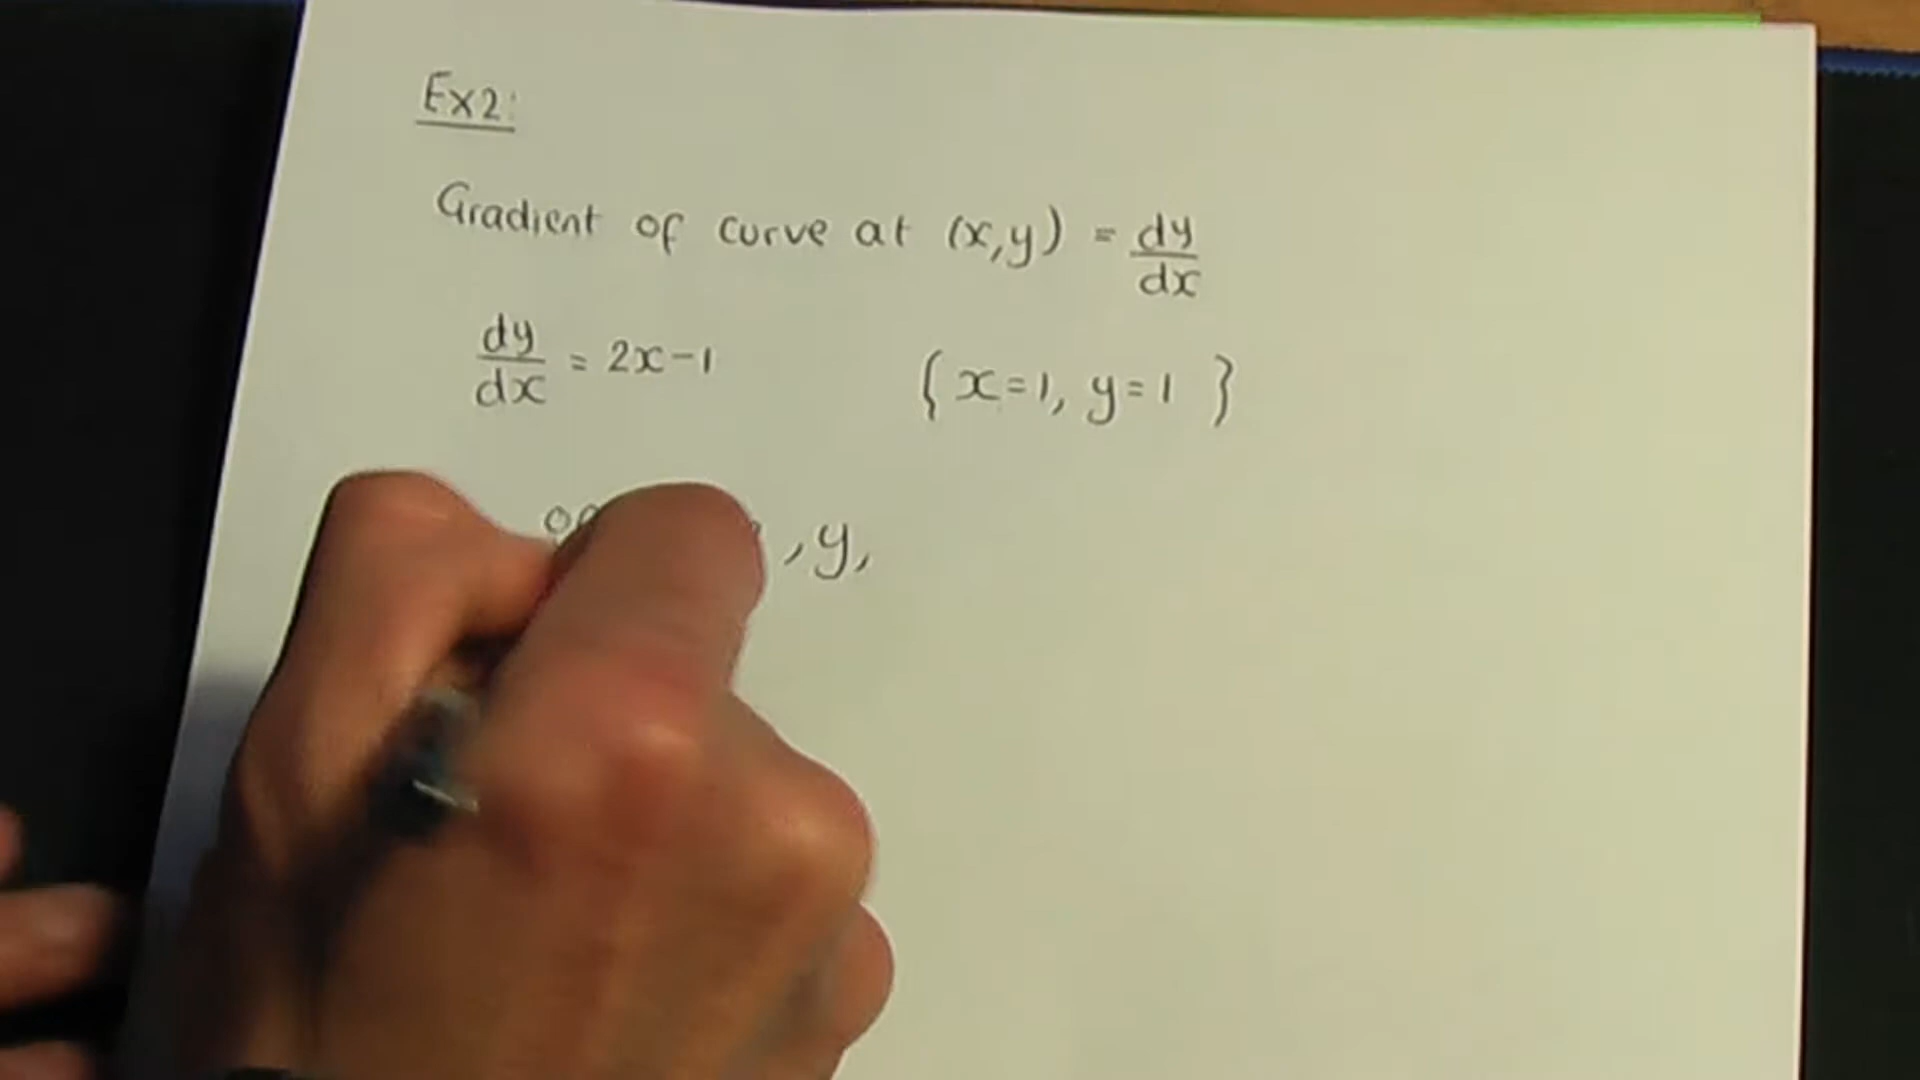 Ex2:
Gradient of curve at (x,y) = dy/dx
dy/dx = 2x-1 {x=1, y=1 }
, y,